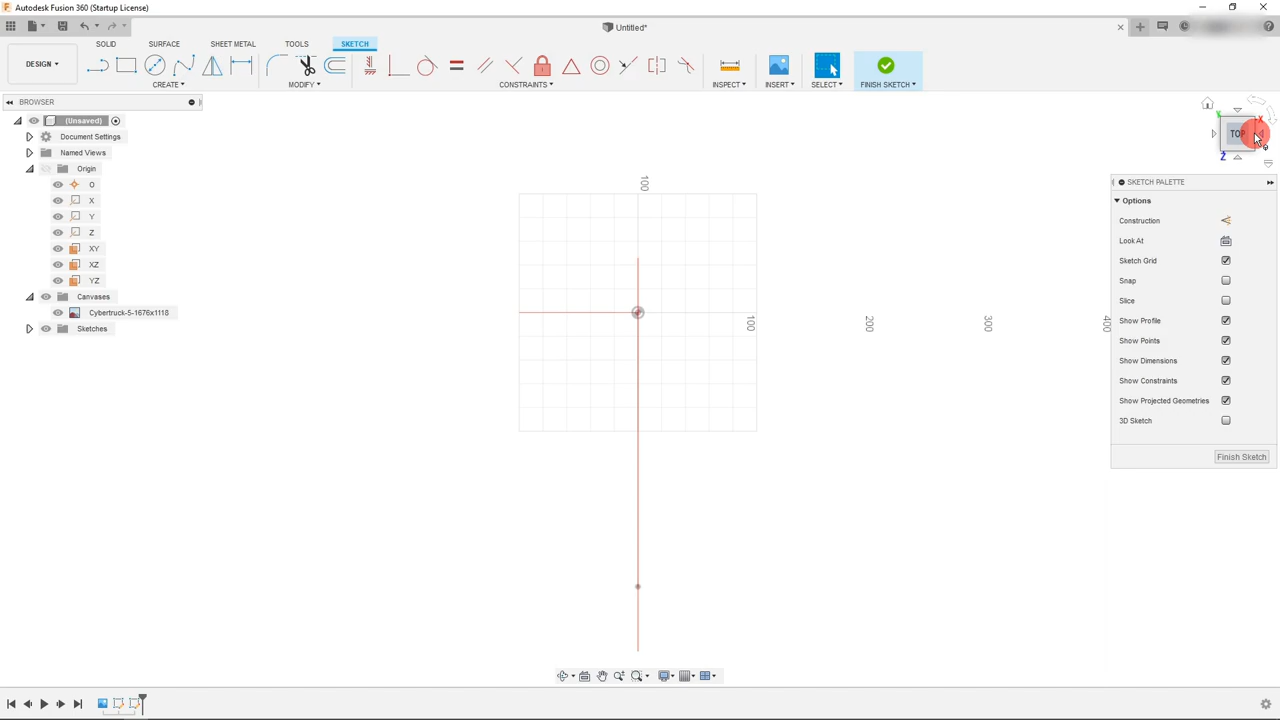 Autodesk Fusion 360 (Startup License)
Untitled*
SOLID SURFACE SHEET METAL TOOLS SKETCH
DESIGN
CREATE MODIFY CONSTRAINTS INSPECT INSERT SELECT FINISH SKETCH
BROWSER
(Unsaved)
Document Settings
Named Views
Origin
O
X
Y
Z
XY
XZ
YZ
Canvases
Cybertruck-5-1676x1118
Sketches
100
100
200
300
400
Y
X
TOP
Z
SKETCH PALETTE
Options
Construction
Look At
Sketch Grid
Snap
Slice
Show Profile
Show Points
Show Dimensions
Show Constraints
Show Projected Geometries
3D Sketch
Finish Sketch